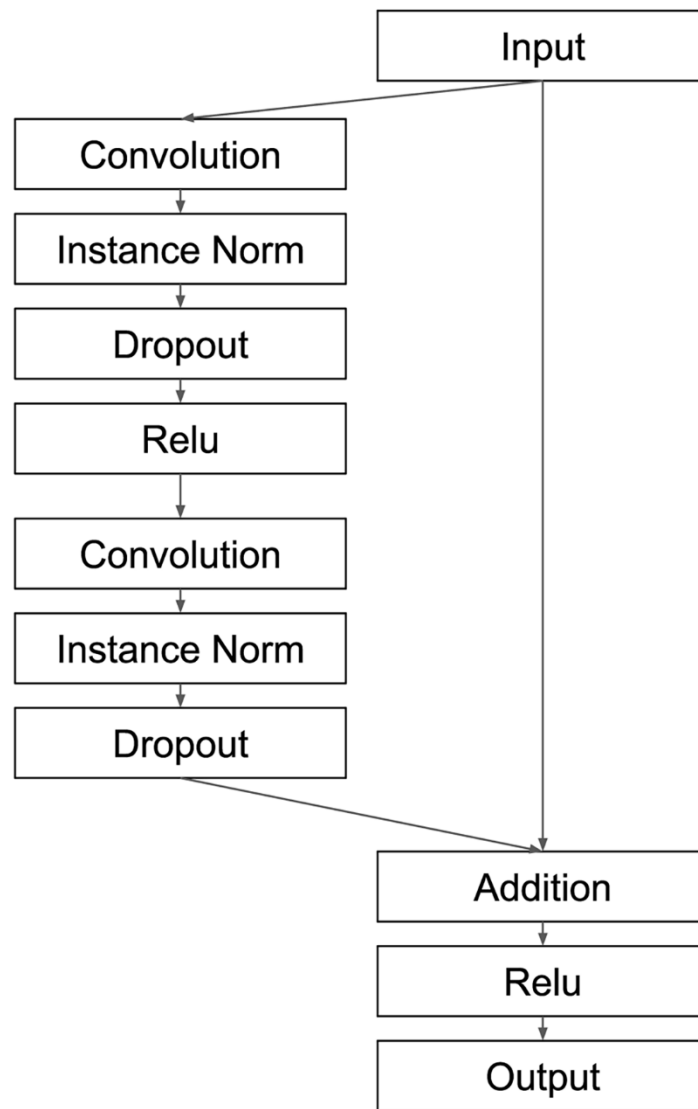 Input
Convolution
Instance Norm
Dropout
Relu
Convolution
Instance Norm
Dropout
Addition
Relu
Output